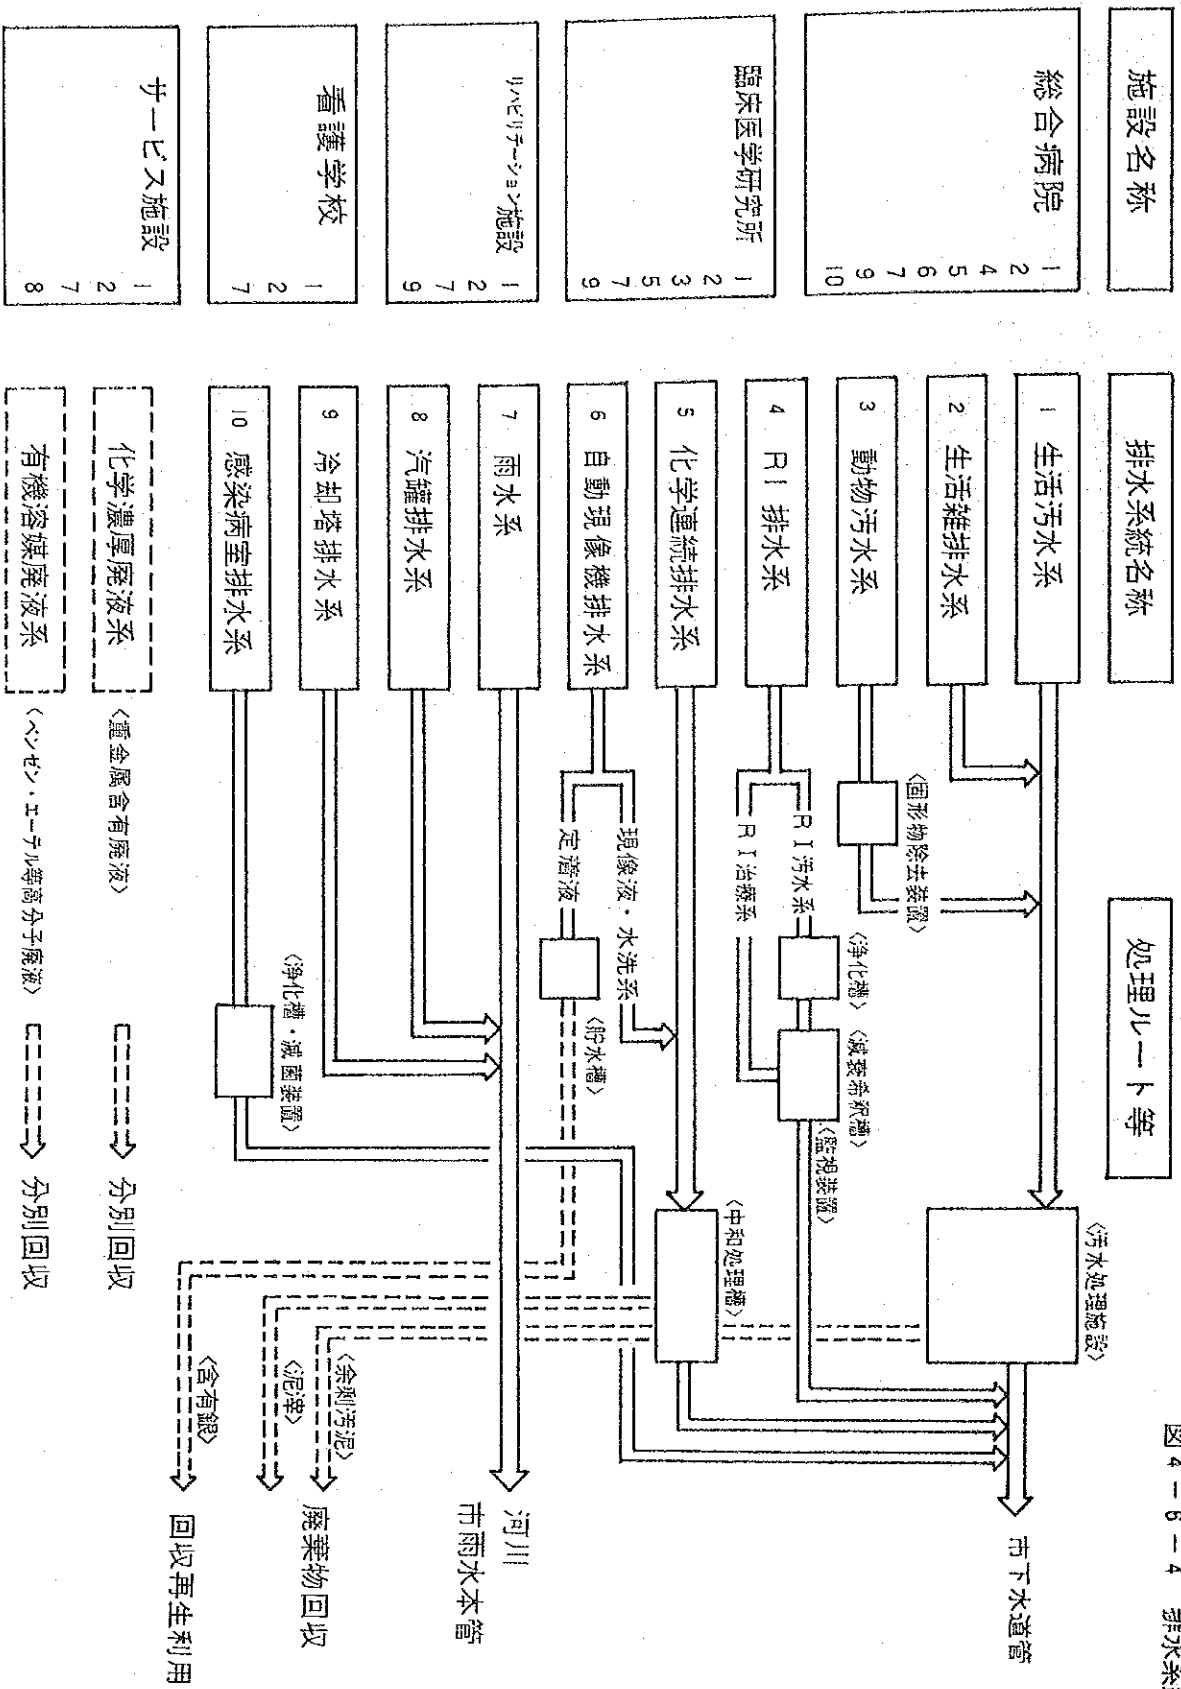 図4-6-4 排水系
施設名称
総合病院
1
2
4
5
6
7
9
10
臨床医学研究所
1
2
3
5
7
9
リハビリテーション施設
1
2
7
9
看護学校
1
2
7
サービス施設
1
2
7
8
排水系統名称
1 生活汚水系
2 生活雑排水系
3 動物汚水系
4 RI排水系
5 化学連続排水系
6 自動現像機排水系
7 雨水系
8 汽罐排水系
9 冷却塔排水系
10 感染病室排水系
化学濃厚廃液系
有機溶媒廃液系
処理ルート等
〈固形物除去装置〉
RI汚水系
RI治療系
〈浄化槽〉
〈減衰希釈槽〉
〈監視装置〉
現像液・水洗系
定着液
〈貯水槽〉
〈浄化槽・滅菌装置〉
〈重金属含有廃液〉
〈ベンゼン・エーテル等高分子廃液〉
〈汚水処理施設〉
〈中和処理槽〉
〈余剰汚泥〉
〈泥滓〉
〈含有銀〉
市下水道管
河川
市雨水本管
廃棄物回収
回収再生利用
分別回収
分別回収